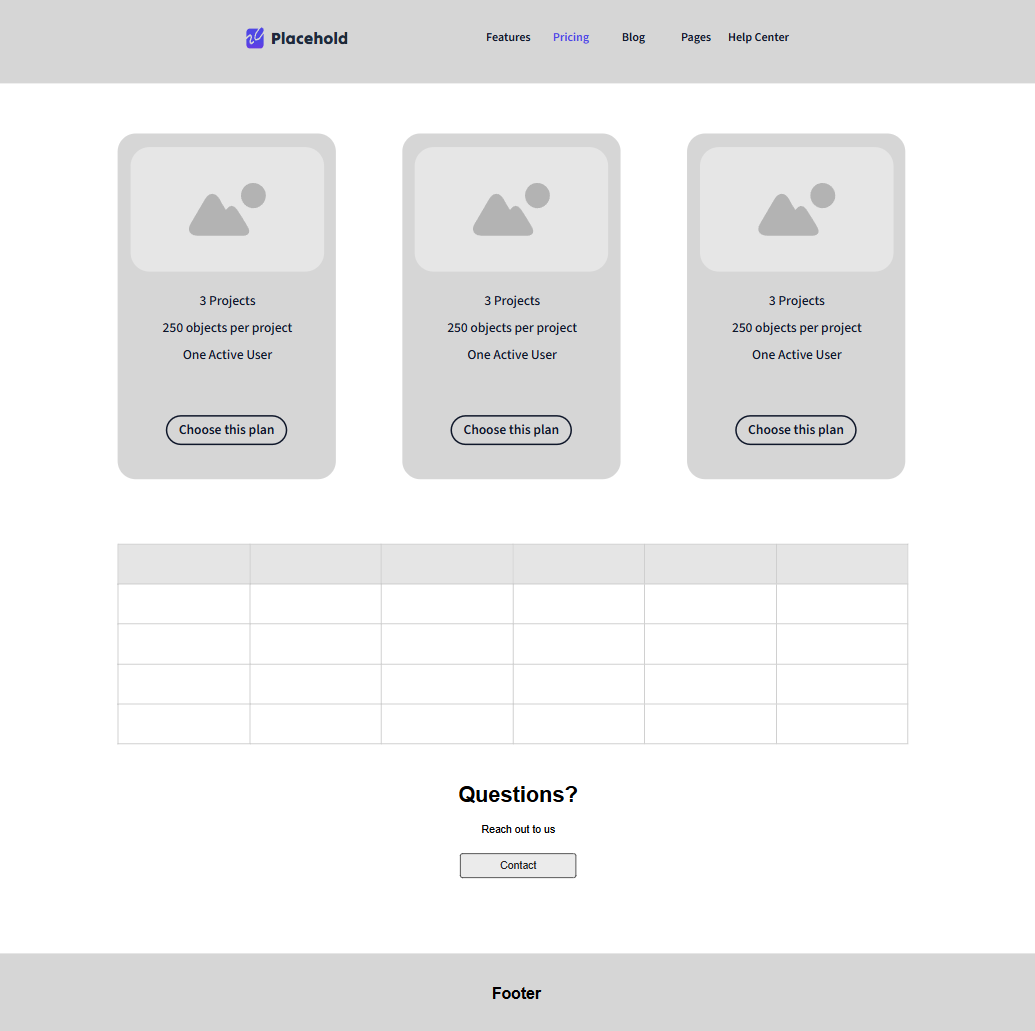 Placehold
Features Pricing Blog Pages Help Center
3 Projects
250 objects per project
One Active User
Choose this plan
3 Projects
250 objects per project
One Active User
Choose this plan
3 Projects
250 objects per project
One Active User
Choose this plan
Questions?
Reach out to us
Contact
Footer